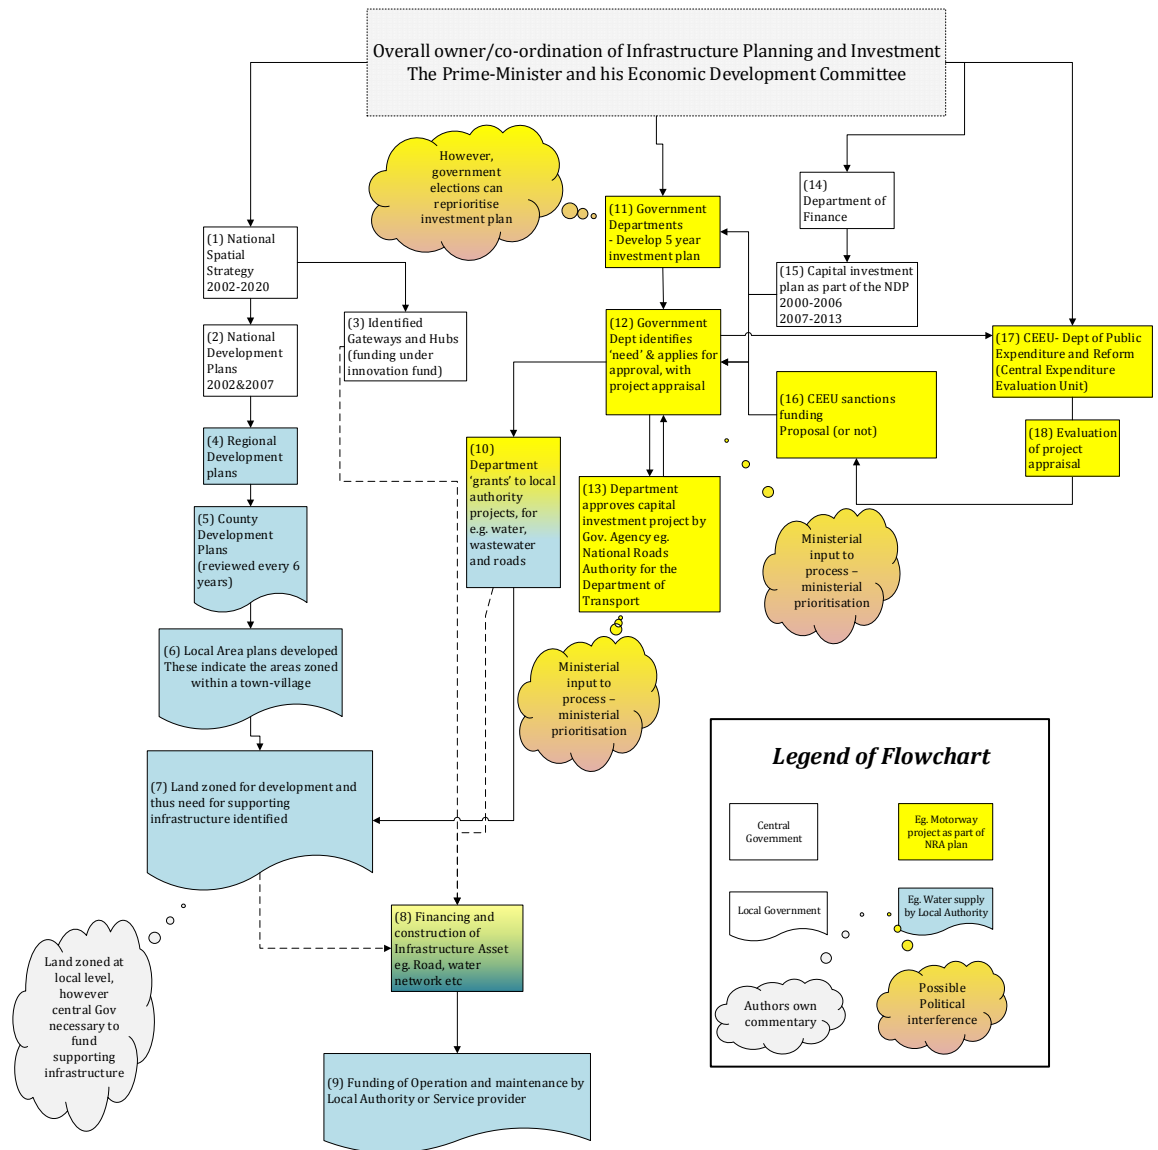 Overall owner/co-ordination of Infrastructure Planning and Investment
The Prime-Minister and his Economic Development Committee
However,
government
elections can
reprioritise
investment plan
(14)
Department of
Finance
(11) Government
Departments
- Develop 5 year
investment plan
(1) National
Spatial
Strategy
2002-2020
(15) Capital investment
plan as part of the NDP
2000-2006
2007-2013
(3) Identified
Gateways and Hubs
(funding under
innovation fund)
(12) Government
Dept identifies
‘need’ & applies for
approval, with
project appraisal
(2) National
Development
Plans
2002&2007
(17) CEEU- Dept of Public
Expenditure and Reform
(Central Expenditure
Evaluation Unit)
(16) CEEU sanctions
funding
Proposal (or not)
(18) Evaluation
of project
appraisal
(4) Regional
Development
plans
(10)
Department
‘grants’ to local
authority
projects, for
e.g. water,
wastewater
and roads
(13) Department
approves capital
investment project by
Gov. Agency eg.
National Roads
Authority for the
Department of
Transport
(5) County
Development
Plans
(reviewed every 6
years)
Ministerial
input to
process –
ministerial
prioritisation
(6) Local Area plans developed
These indicate the areas zoned
within a town-village
Ministerial
input to
process –
ministerial
prioritisation
(7) Land zoned for development and
thus need for supporting
infrastructure identified
Legend of Flowchart
Central
Government
Eg. Motorway
project as part of
NRA plan
Local Government
Eg. Water supply
by Local Authority
Authors own
commentary
Possible
Political
interference
(8) Financing and
construction of
Infrastructure Asset
eg. Road, water
network etc
Land zoned at
local level,
however
central Gov
necessary to
fund
supporting
infrastructure
(9) Funding of Operation and maintenance by
Local Authority or Service provider